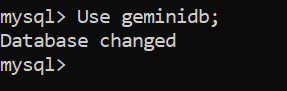 mysql> Use geminidb;
Database changed
mysql>